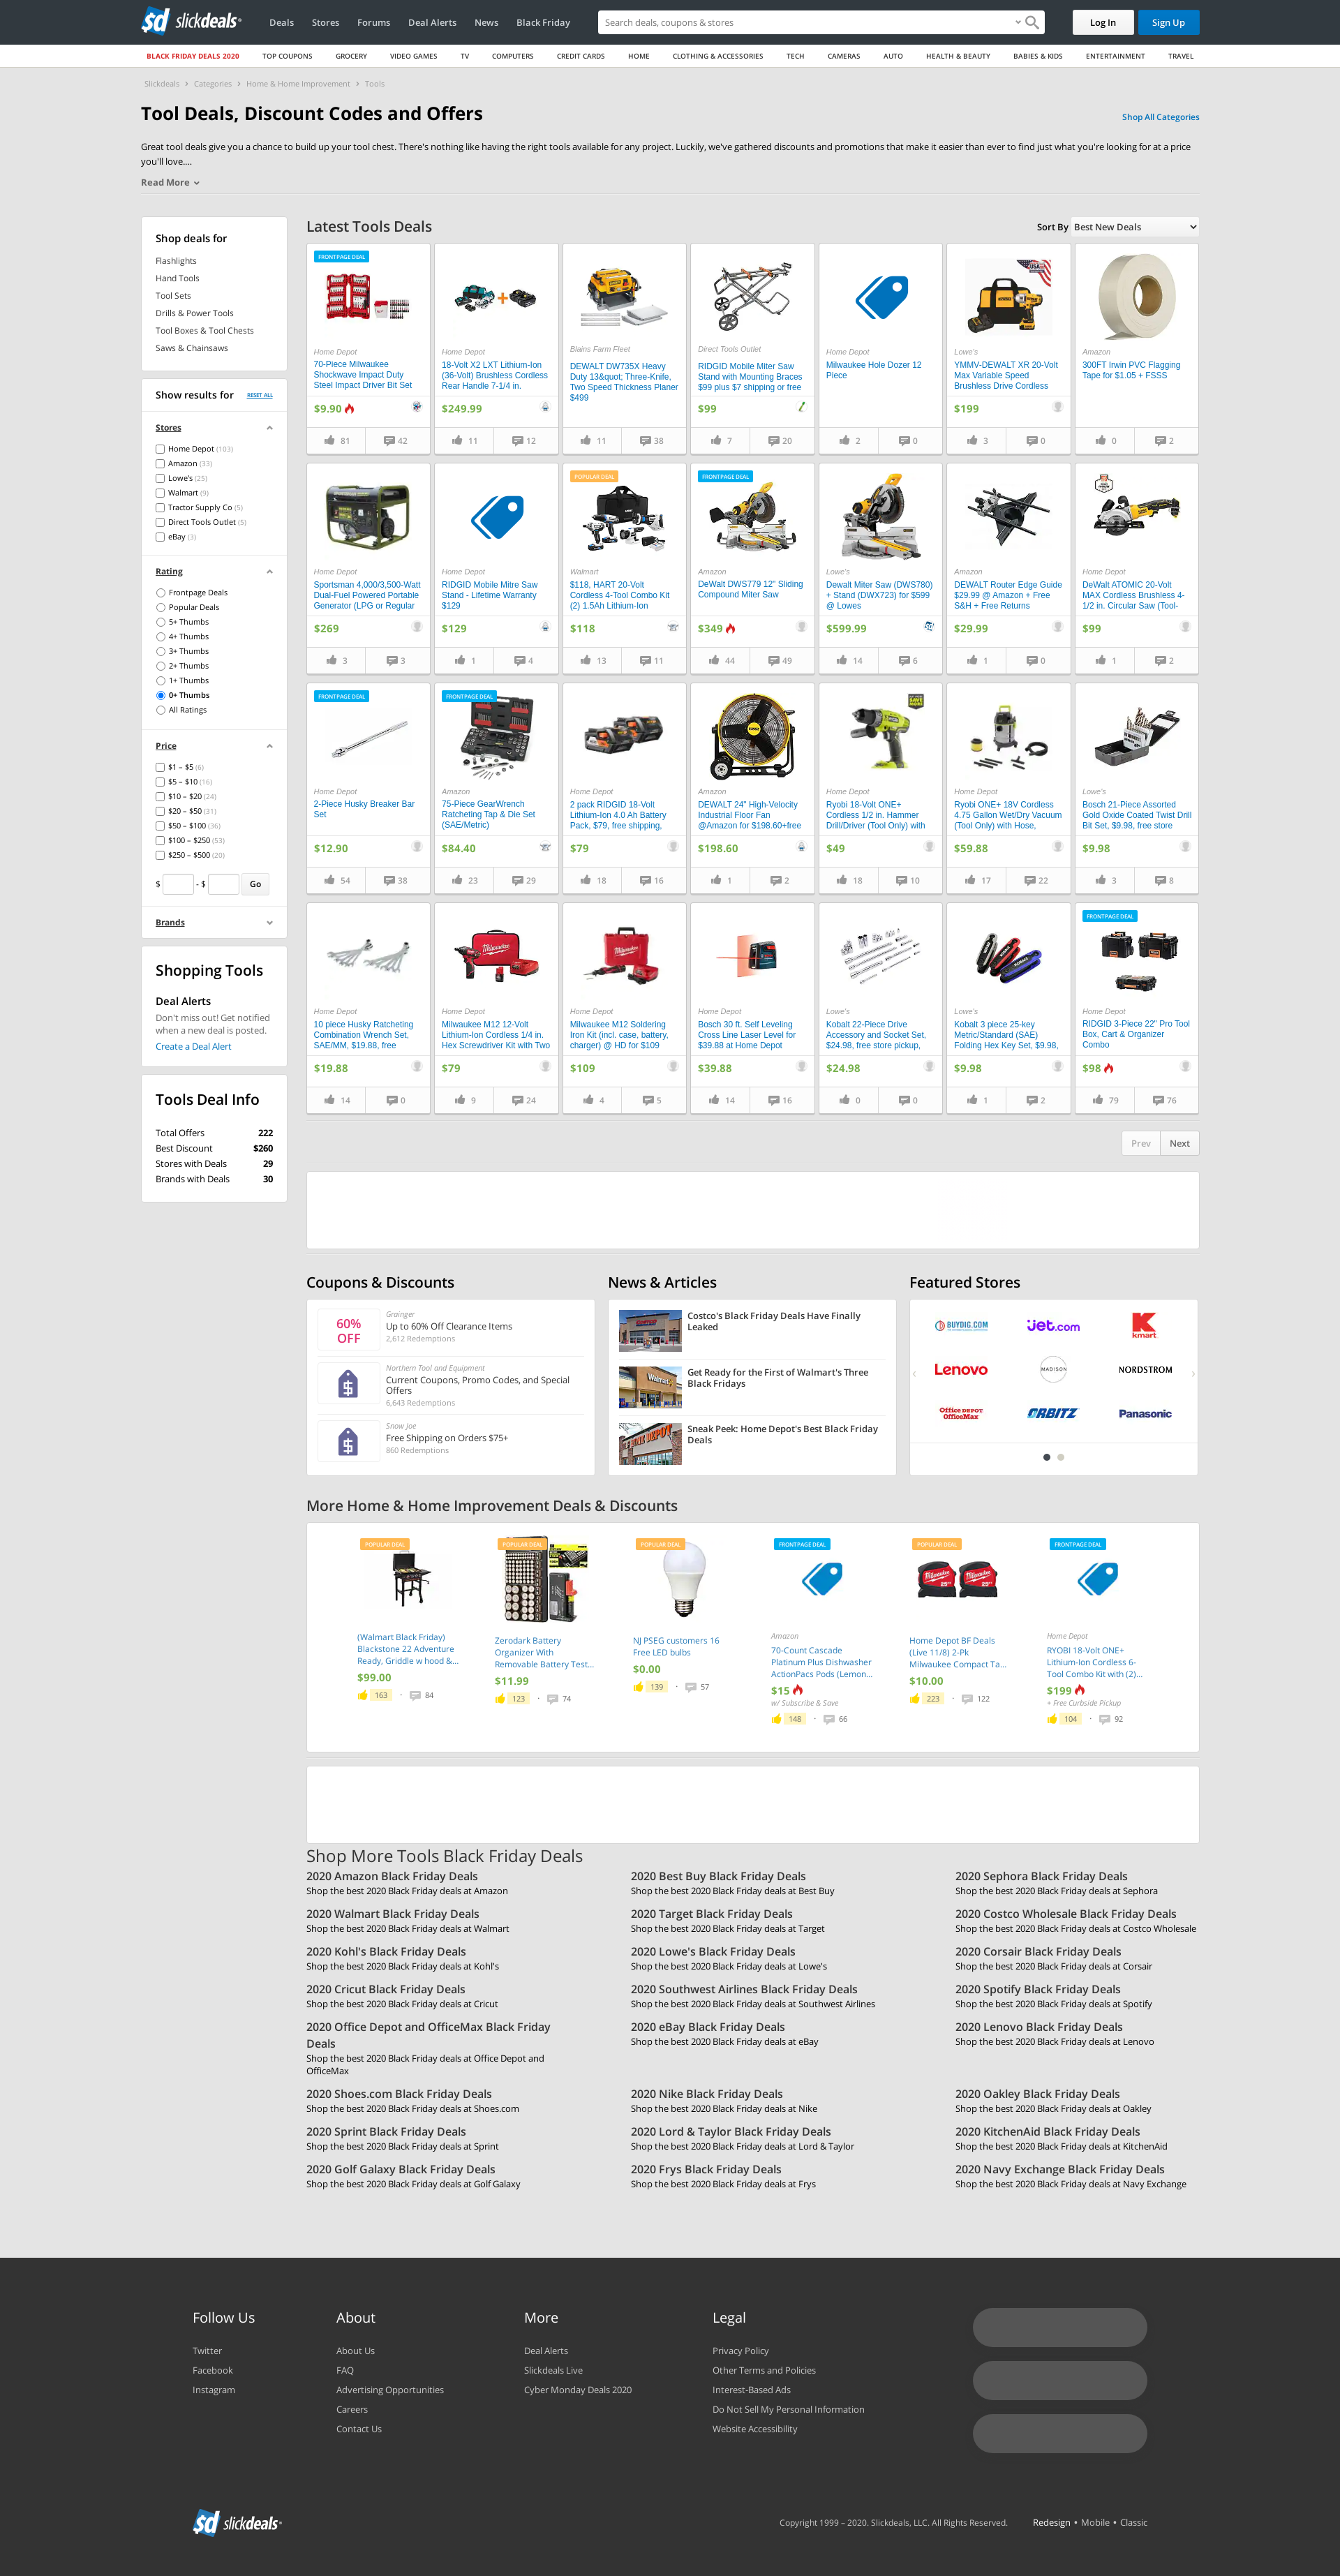 slickdeals
Deals
Stores
Forums
Deal Alerts
News
Black Friday
Search deals, coupons & stores
Log In
Sign Up
BLACK FRIDAY DEALS 2020
TOP COUPONS
GROCERY
VIDEO GAMES
TV
COMPUTERS
CREDIT CARDS
HOME
CLOTHING & ACCESSORIES
TECH
CAMERAS
AUTO
HEALTH & BEAUTY
BABIES & KIDS
ENTERTAINMENT
TRAVEL
Slickdeals > Categories > Home & Home Improvement > Tools
Tool Deals, Discount Codes and Offers
Shop All Categories
Great tool deals give you a chance to build up your tool chest. There's nothing like having the right tools available for any project. Luckily, we've gathered discounts and promotions that make it easier than ever to find just what you're looking for at a price
you'll love....
Read More
Shop deals for
Flashlights
Hand Tools
Tool Sets
Drills & Power Tools
Tool Boxes & Tool Chests
Saws & Chainsaws
Show results for
RESET ALL
Stores
Home Depot (103)
Amazon (33)
Lowe's (25)
Walmart (9)
Tractor Supply Co (5)
Direct Tools Outlet (5)
eBay (3)
Rating
Frontpage Deals
Popular Deals
5+ Thumbs
4+ Thumbs
3+ Thumbs
2+ Thumbs
1+ Thumbs
0+ Thumbs
All Ratings
Price
$1 – $5 (6)
$5 – $10 (16)
$10 – $20 (24)
$20 – $50 (31)
$50 – $100 (36)
$100 – $250 (53)
$250 – $500 (20)
$ - $ Go
Brands
Shopping Tools
Deal Alerts
Don't miss out! Get notified
when a new deal is posted.
Create a Deal Alert
Tools Deal Info
Total Offers 222
Best Discount $260
Stores with Deals 29
Brands with Deals 30
Latest Tools Deals
Sort By Best New Deals
FRONTPAGE DEAL
Home Depot
70-Piece Milwaukee
Shockwave Impact Duty
Steel Impact Driver Bit Set
$9.90
81
42
Home Depot
18-Volt X2 LXT Lithium-Ion
(36-Volt) Brushless Cordless
Rear Handle 7-1/4 in.
$249.99
11
12
Blains Farm Fleet
DEWALT DW735X Heavy
Duty 13&quot; Three-Knife,
Two Speed Thickness Planer
$499
11
38
Direct Tools Outlet
RIDGID Mobile Miter Saw
Stand with Mounting Braces
$99 plus $7 shipping or free
$99
7
20
Home Depot
Milwaukee Hole Dozer 12
Piece
2
0
Lowe's
YMMV-DEWALT XR 20-Volt
Max Variable Speed
Brushless Drive Cordless
$199
3
0
Amazon
300FT Irwin PVC Flagging
Tape for $1.05 + FSSS
0
2
Home Depot
Sportsman 4,000/3,500-Watt
Dual-Fuel Powered Portable
Generator (LPG or Regular
$269
3
3
Home Depot
RIDGID Mobile Mitre Saw
Stand - Lifetime Warranty
$129
$129
1
4
POPULAR DEAL
Walmart
$118, HART 20-Volt
Cordless 4-Tool Combo Kit
(2) 1.5Ah Lithium-Ion
$118
13
11
FRONTPAGE DEAL
Amazon
DeWalt DWS779 12" Sliding
Compound Miter Saw
$349
44
49
Lowe's
Dewalt Miter Saw (DWS780)
+ Stand (DWX723) for $599
@ Lowes
$599.99
14
6
Amazon
DEWALT Router Edge Guide
$29.99 @ Amazon + Free
S&H + Free Returns
$29.99
1
0
Home Depot
DeWalt ATOMIC 20-Volt
MAX Cordless Brushless 4-
1/2 in. Circular Saw (Tool-
$99
1
2
FRONTPAGE DEAL
Home Depot
2-Piece Husky Breaker Bar
Set
$12.90
54
38
FRONTPAGE DEAL
Amazon
75-Piece GearWrench
Ratcheting Tap & Die Set
(SAE/Metric)
$84.40
23
29
Home Depot
2 pack RIDGID 18-Volt
Lithium-Ion 4.0 Ah Battery
Pack, $79, free shipping,
$79
18
16
Amazon
DEWALT 24" High-Velocity
Industrial Floor Fan
@Amazon for $198.60+free
$198.60
1
2
Home Depot
Ryobi 18-Volt ONE+
Cordless 1/2 in. Hammer
Drill/Driver (Tool Only) with
$49
18
10
Home Depot
Ryobi ONE+ 18V Cordless
4.75 Gallon Wet/Dry Vacuum
(Tool Only) with Hose,
$59.88
17
22
Lowe's
Bosch 21-Piece Assorted
Gold Oxide Coated Twist Drill
Bit Set, $9.98, free store
$9.98
3
8
Home Depot
10 piece Husky Ratcheting
Combination Wrench Set,
SAE/MM, $19.88, free
$19.88
14
0
Home Depot
Milwaukee M12 12-Volt
Lithium-Ion Cordless 1/4 in.
Hex Screwdriver Kit with Two
$79
9
24
Home Depot
Milwaukee M12 Soldering
Iron Kit (incl. case, battery,
charger) @ HD for $109
$109
4
5
Home Depot
Bosch 30 ft. Self Leveling
Cross Line Laser Level for
$39.88 at Home Depot
$39.88
14
16
Lowe's
Kobalt 22-Piece Drive
Accessory and Socket Set,
$24.98, free store pickup,
$24.98
0
0
Lowe's
Kobalt 3 piece 25-key
Metric/Standard (SAE)
Folding Hex Key Set, $9.98,
$9.98
1
2
FRONTPAGE DEAL
Home Depot
RIDGID 3-Piece 22" Pro Tool
Box, Cart & Organizer
Combo
$98
79
76
Prev
Next
Coupons & Discounts
60%
OFF
Grainger
Up to 60% Off Clearance Items
2,612 Redemptions
Northern Tool and Equipment
Current Coupons, Promo Codes, and Special
Offers
6,643 Redemptions
Snow Joe
Free Shipping on Orders $75+
860 Redemptions
News & Articles
Costco's Black Friday Deals Have Finally
Leaked
Get Ready for the First of Walmart's Three
Black Fridays
Sneak Peek: Home Depot's Best Black Friday
Deals
Featured Stores
BUYDIG.COM
jet.com
kmart
Lenovo
MADISON
NORDSTROM
Office DEPOT
OfficeMax
ORBITZ
Panasonic
More Home & Home Improvement Deals & Discounts
POPULAR DEAL
(Walmart Black Friday)
Blackstone 22 Adventure
Ready, Griddle w hood &...
$99.00
163
84
POPULAR DEAL
Zerodark Battery
Organizer With
Removable Battery Test...
$11.99
123
74
POPULAR DEAL
NJ PSEG customers 16
Free LED bulbs
$0.00
139
57
FRONTPAGE DEAL
Amazon
70-Count Cascade
Platinum Plus Dishwasher
ActionPacs Pods (Lemon...
$15
w/ Subscribe & Save
148
66
POPULAR DEAL
Home Depot BF Deals
(Live 11/8) 2-Pk
Milwaukee Compact Ta...
$10.00
223
122
FRONTPAGE DEAL
Home Depot
RYOBI 18-Volt ONE+
Lithium-Ion Cordless 6-
Tool Combo Kit with (2)...
$199
+ Free Curbside Pickup
104
92
Shop More Tools Black Friday Deals
2020 Amazon Black Friday Deals
Shop the best 2020 Black Friday deals at Amazon
2020 Best Buy Black Friday Deals
Shop the best 2020 Black Friday deals at Best Buy
2020 Sephora Black Friday Deals
Shop the best 2020 Black Friday deals at Sephora
2020 Walmart Black Friday Deals
Shop the best 2020 Black Friday deals at Walmart
2020 Target Black Friday Deals
Shop the best 2020 Black Friday deals at Target
2020 Costco Wholesale Black Friday Deals
Shop the best 2020 Black Friday deals at Costco Wholesale
2020 Kohl's Black Friday Deals
Shop the best 2020 Black Friday deals at Kohl's
2020 Lowe's Black Friday Deals
Shop the best 2020 Black Friday deals at Lowe's
2020 Corsair Black Friday Deals
Shop the best 2020 Black Friday deals at Corsair
2020 Cricut Black Friday Deals
Shop the best 2020 Black Friday deals at Cricut
2020 Southwest Airlines Black Friday Deals
Shop the best 2020 Black Friday deals at Southwest Airlines
2020 Spotify Black Friday Deals
Shop the best 2020 Black Friday deals at Spotify
2020 Office Depot and OfficeMax Black Friday
Deals
Shop the best 2020 Black Friday deals at Office Depot and
OfficeMax
2020 eBay Black Friday Deals
Shop the best 2020 Black Friday deals at eBay
2020 Lenovo Black Friday Deals
Shop the best 2020 Black Friday deals at Lenovo
2020 Shoes.com Black Friday Deals
Shop the best 2020 Black Friday deals at Shoes.com
2020 Nike Black Friday Deals
Shop the best 2020 Black Friday deals at Nike
2020 Oakley Black Friday Deals
Shop the best 2020 Black Friday deals at Oakley
2020 Sprint Black Friday Deals
Shop the best 2020 Black Friday deals at Sprint
2020 Lord & Taylor Black Friday Deals
Shop the best 2020 Black Friday deals at Lord & Taylor
2020 KitchenAid Black Friday Deals
Shop the best 2020 Black Friday deals at KitchenAid
2020 Golf Galaxy Black Friday Deals
Shop the best 2020 Black Friday deals at Golf Galaxy
2020 Frys Black Friday Deals
Shop the best 2020 Black Friday deals at Frys
2020 Navy Exchange Black Friday Deals
Shop the best 2020 Black Friday deals at Navy Exchange
Follow Us
Twitter
Facebook
Instagram
About
About Us
FAQ
Advertising Opportunities
Careers
Contact Us
More
Deal Alerts
Slickdeals Live
Cyber Monday Deals 2020
Legal
Privacy Policy
Other Terms and Policies
Interest-Based Ads
Do Not Sell My Personal Information
Website Accessibility
slickdeals
Copyright 1999 – 2020. Slickdeals, LLC. All Rights Reserved.
Redesign • Mobile • Classic